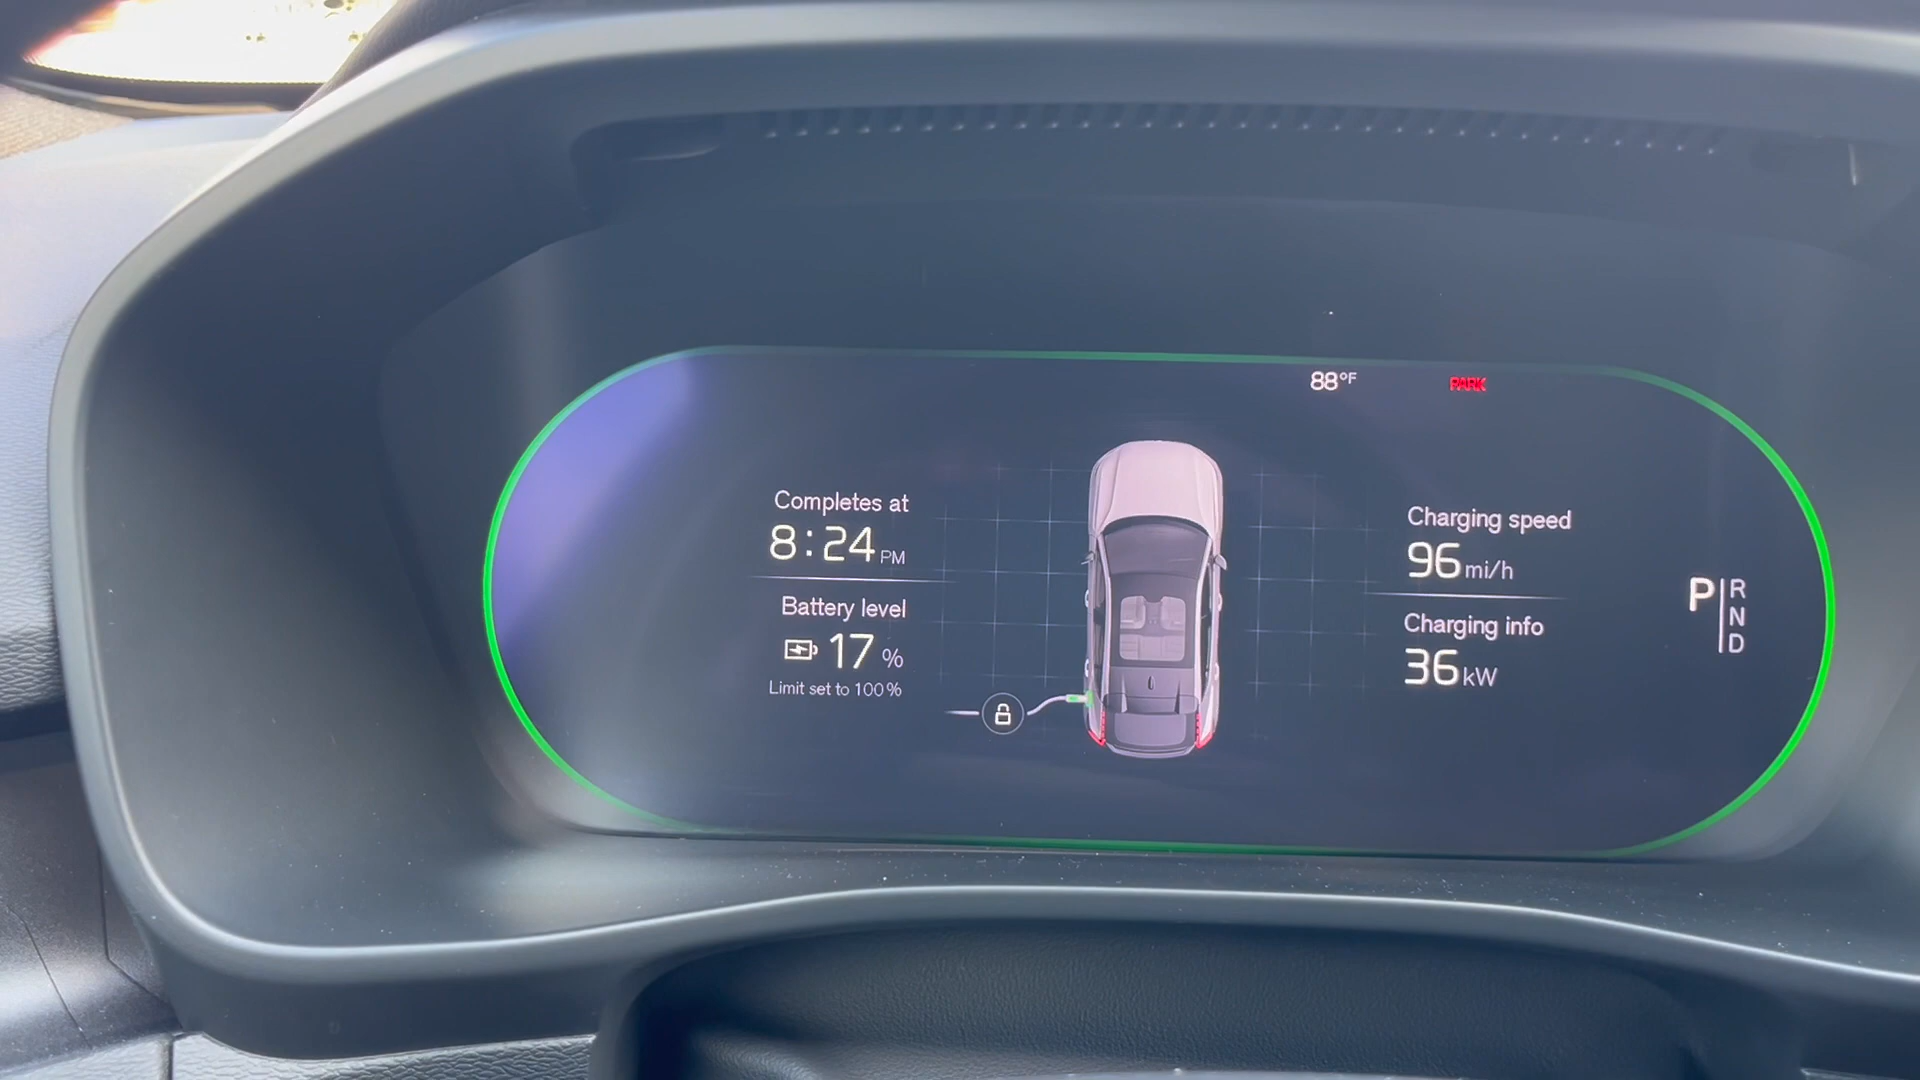 88°F
PARK
Completes at
8:24 PM
Battery level
17 %
Limit set to 100%
Charging speed
96 mi/h
Charging info
36 kW
P R
N
D